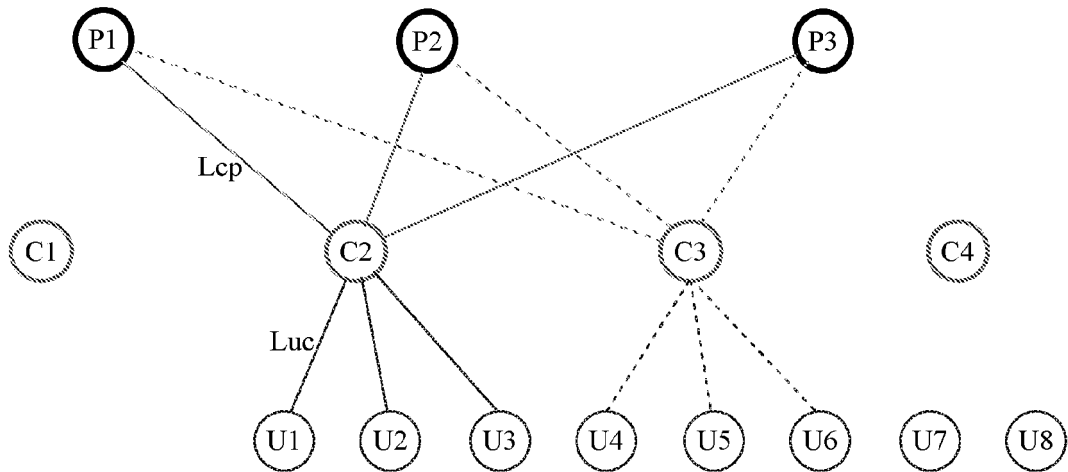 P1 P2 P3
Lcp
C1 C2 C3 C4
Luc
U1 U2 U3 U4 U5 U6 U7 U8